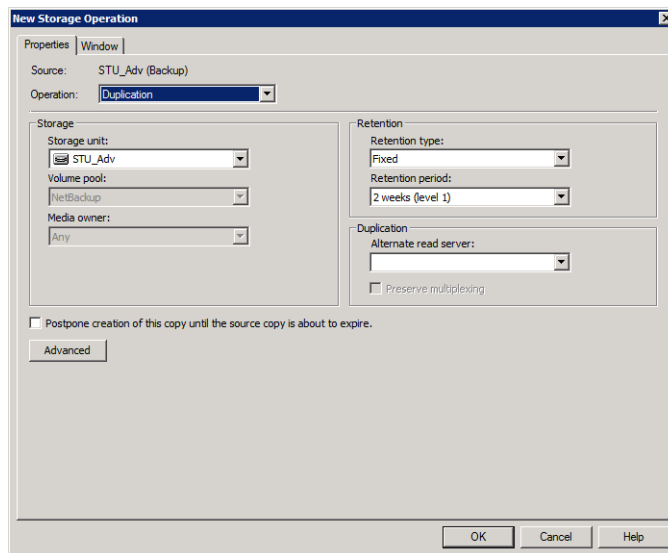 New Storage Operation
Properties Window
Source: STU_Adv (Backup)
Operation: Duplication
Storage
Storage unit:
STU_Adv
Volume pool:
NetBackup
Media owner:
Any
Retention
Retention type:
Fixed
Retention period:
2 weeks (level 1)
Duplication
Alternate read server:
Preserve multiplexing
Postpone creation of this copy until the source copy is about to expire.
Advanced
OK Cancel Help